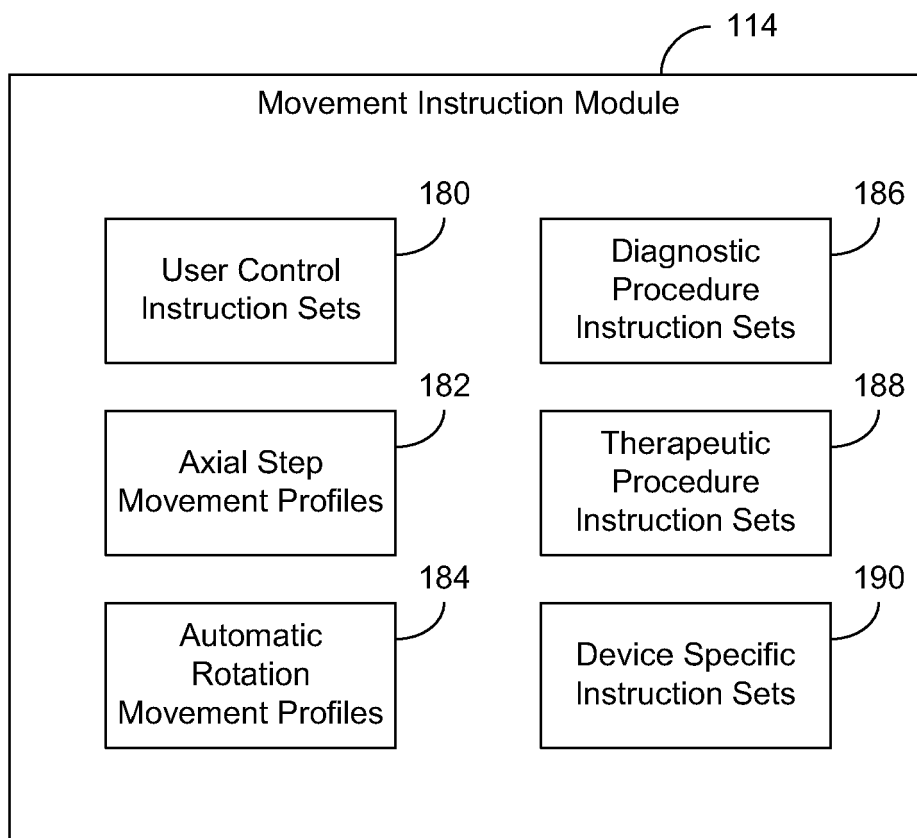 114
Movement Instruction Module
180
User Control
Instruction Sets
182
Axial Step
Movement Profiles
184
Automatic
Rotation
Movement Profiles
186
Diagnostic
Procedure
Instruction Sets
188
Therapeutic
Procedure
Instruction Sets
190
Device Specific
Instruction Sets